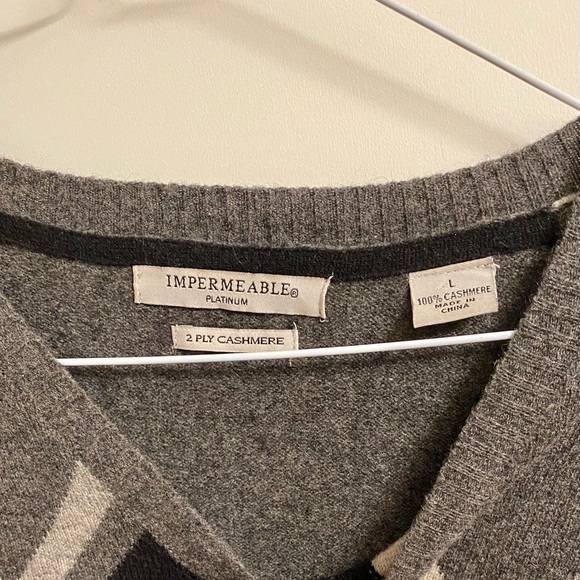 IMPERMEABLE®
PLATINUM
2 PLY CASHMERE
L
100% CASHMERE
MADE IN
CHINA